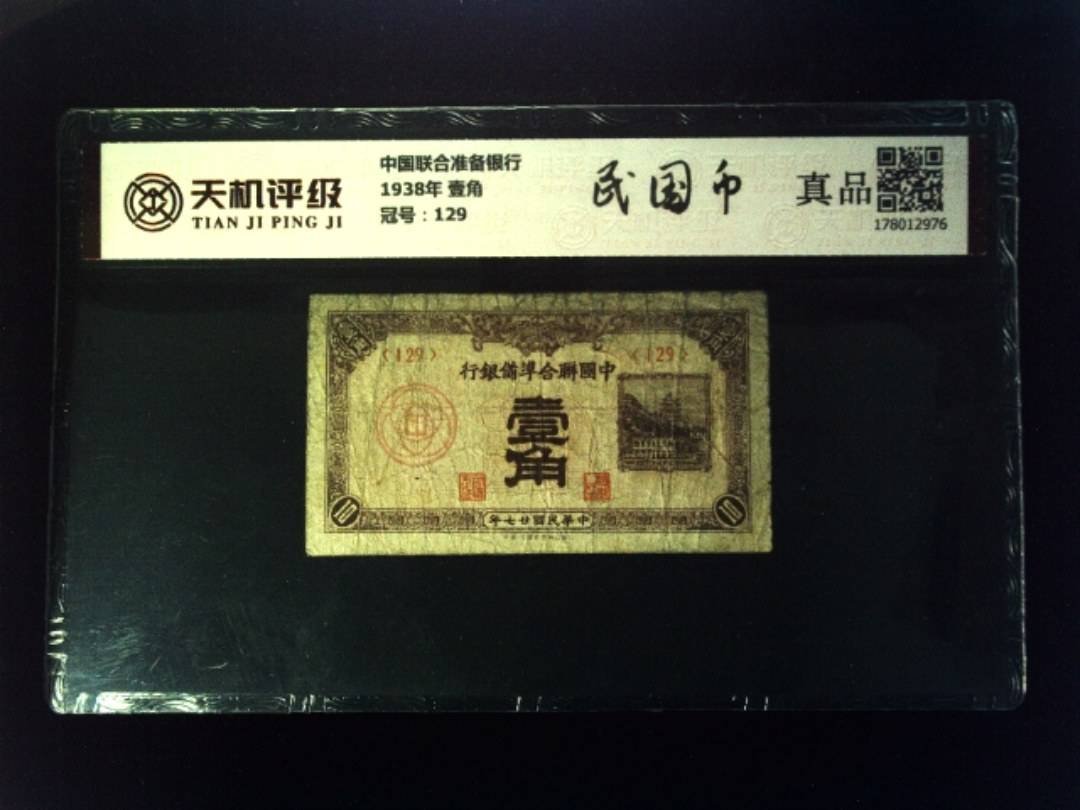 天机评级
TIAN JI PING JI
中国联合准备银行
1938年 壹角
冠号：129
民国币
真品
178012976
〈129〉
〈129〉
行銀備準合聯國中
壹角
10
年七廿國民華中
10